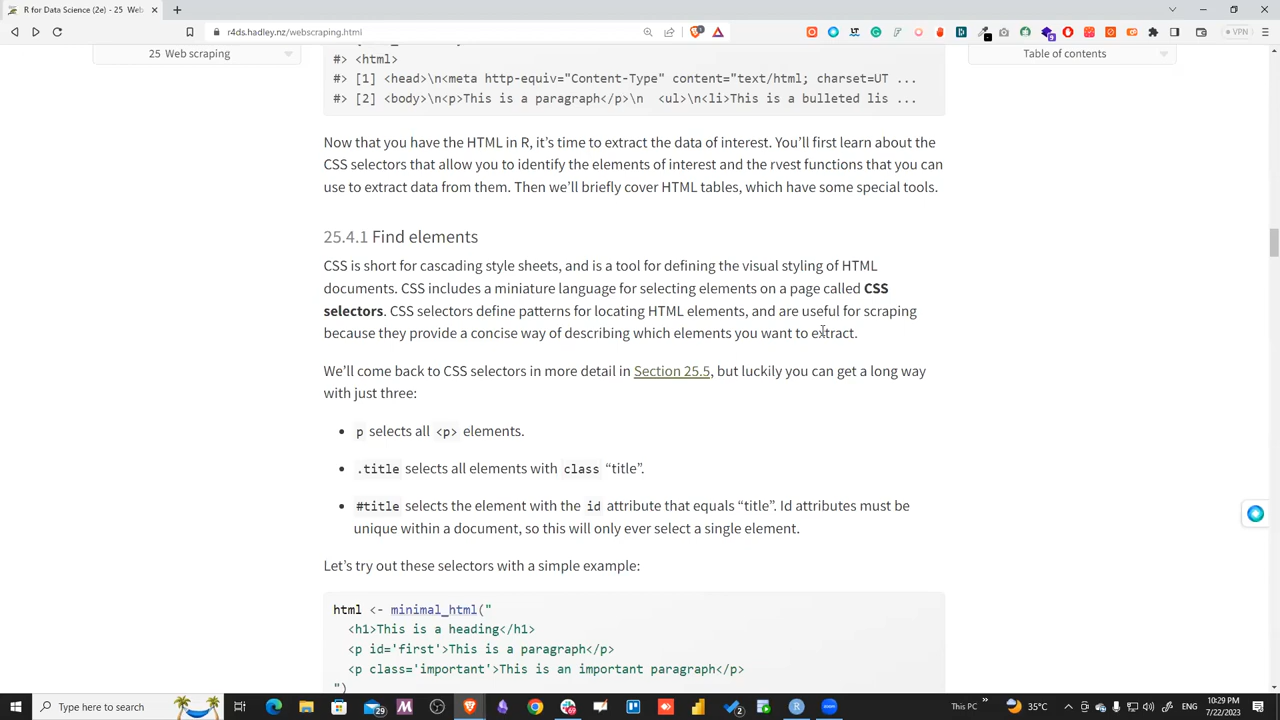 R for Data Science (2e) - 25 Web
r4ds.hadley.nz/webscraping.html
VPN
25 Web scraping
Table of contents
#> <html>
#> [1] <head>\n<meta http-equiv="Content-Type" content="text/html; charset=UT ...
#> [2] <body>\n<p>This is a paragraph</p>\n  <ul>\n<li>This is a bulleted lis ...
Now that you have the HTML in R, it's time to extract the data of interest. You'll first learn about the
CSS selectors that allow you to identify the elements of interest and the rvest functions that you can
use to extract data from them. Then we'll briefly cover HTML tables, which have some special tools.
25.4.1 Find elements
CSS is short for cascading style sheets, and is a tool for defining the visual styling of HTML
documents. CSS includes a miniature language for selecting elements on a page called CSS
selectors. CSS selectors define patterns for locating HTML elements, and are useful for scraping
because they provide a concise way of describing which elements you want to extract.
We'll come back to CSS selectors in more detail in Section 25.5, but luckily you can get a long way
with just three:
• p selects all <p> elements.
• .title selects all elements with class "title".
• #title selects the element with the id attribute that equals "title". Id attributes must be
unique within a document, so this will only ever select a single element.
Let's try out these selectors with a simple example:
html <- minimal_html("
<h1>This is a heading</h1>
<p id='first'>This is a paragraph</p>
<p class='important'>This is an important paragraph</p>
")
Type here to search
29
2
This PC
35°C
10:29 PM
7/22/2023